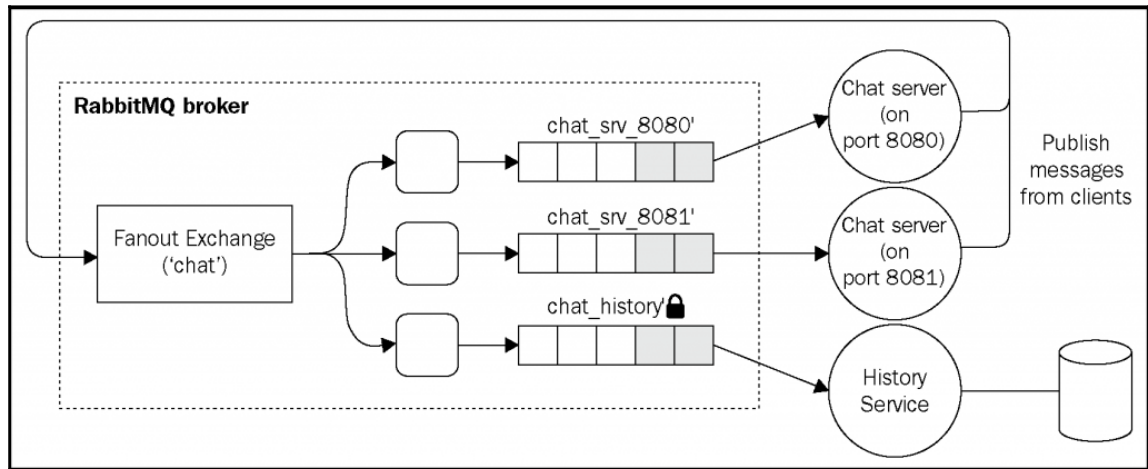 RabbitMQ broker
Fanout Exchange
(‘chat’)
chat_srv_8080'
chat_srv_8081'
chat_history'
Chat server
(on
port 8080)
Chat server
(on
port 8081)
History
Service
Publish
messages
from clients